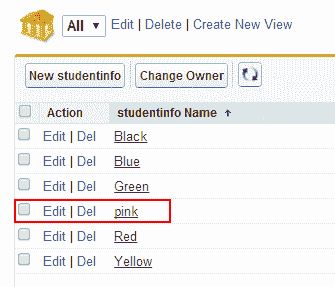 All Edit | Delete | Create New View
New studentinfo Change Owner
Action studentinfo Name
Edit | Del Black
Edit | Del Blue
Edit | Del Green
Edit | Del pink
Edit | Del Red
Edit | Del Yellow